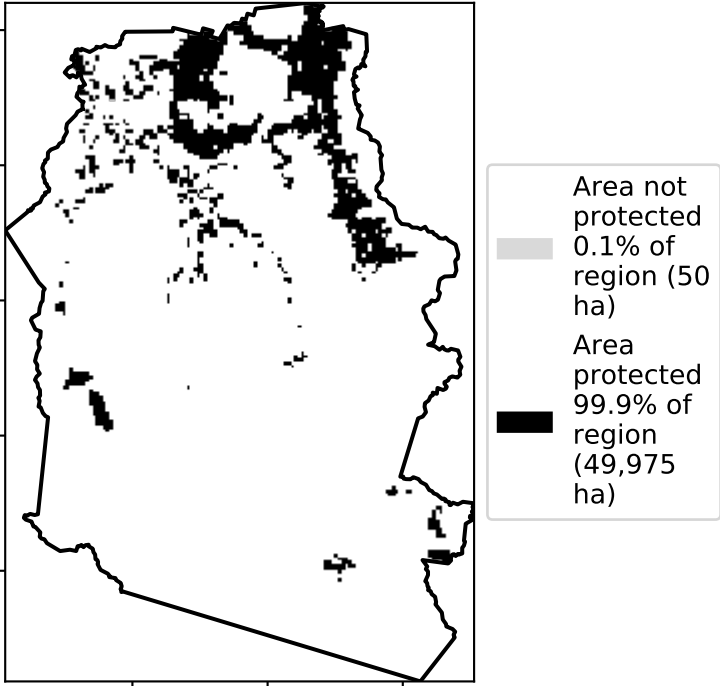 Area not
protected
0.1% of
region (50
ha)
Area
protected
99.9% of
region
(49,975
ha)